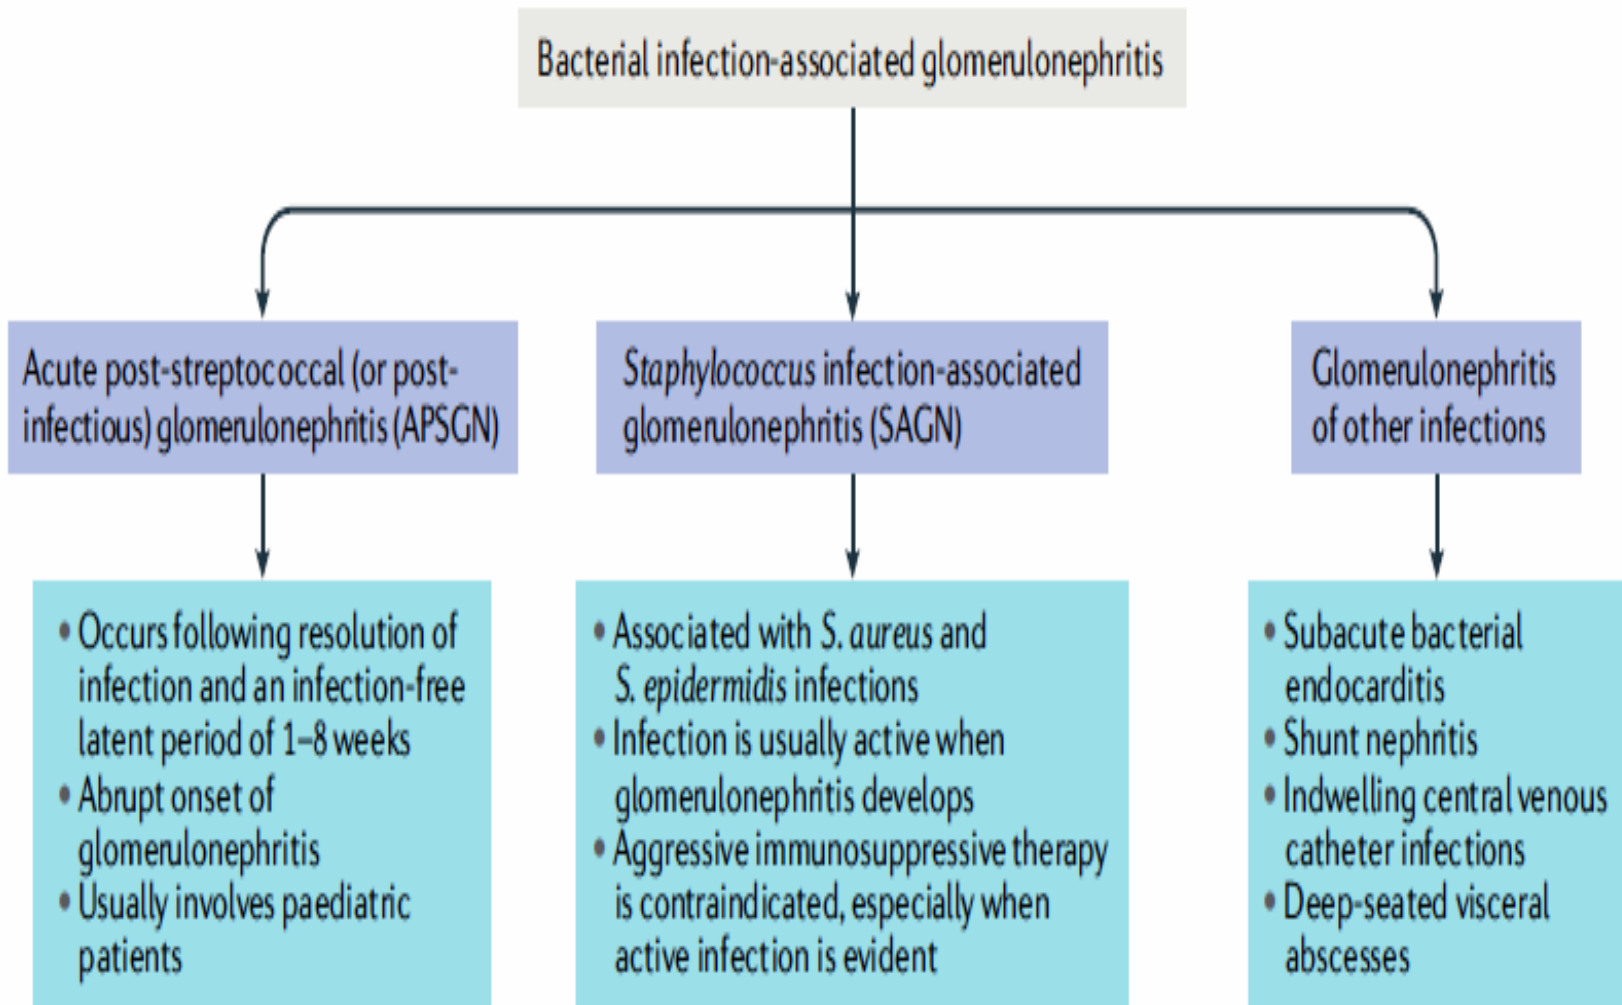 Bacterial infection-associated glomerulonephritis
Acute post-streptococcal (or post-
infectious) glomerulonephritis (APSGN)
Staphylococcus infection-associated
glomerulonephritis (SAGN)
Glomerulonephritis
of other infections
• Occurs following resolution of
infection and an infection-free
latent period of 1–8 weeks
• Abrupt onset of
glomerulonephritis
• Usually involves paediatric
patients
• Associated with S. aureus and
S. epidermidis infections
• Infection is usually active when
glomerulonephritis develops
• Aggressive immunosuppressive therapy
is contraindicated, especially when
active infection is evident
• Subacute bacterial
endocarditis
• Shunt nephritis
• Indwelling central venous
catheter infections
• Deep-seated visceral
abscesses